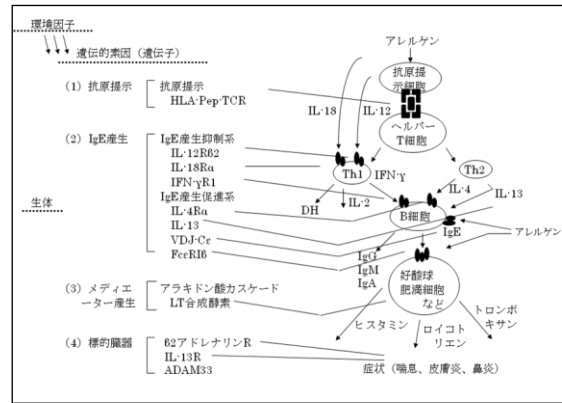 環境因子
遺伝的素因（遺伝子）
(1) 抗原提示
抗原提示
HLA·Pep·TCR
(2) IgE産生
IgE産生抑制系
IL·12Rß2
IL·18Rα
IFN·γR1
IgE産生促進系
IL·4Rα
IL·13
VDJ·Cε
FcεRIß
生体
(3) メディエ
ーター産生
アラキドン酸カスケード
LT合成酵素
(4) 標的臓器
ß2アドレナリンR
IL·13R
ADAM33
アレルゲン
抗原提
示細胞
IL·18
IL·12
ヘルパー
T細胞
Th1
IFN·γ
Th2
IL·4
IL·13
DH
IL·2
B細胞
IgE
アレルゲン
IgG
IgM
IgA
好酸球
肥満細胞
など
ヒスタミン
ロイコト
リエン
トロンボ
キサン
症状（喘息、皮膚炎、鼻炎）